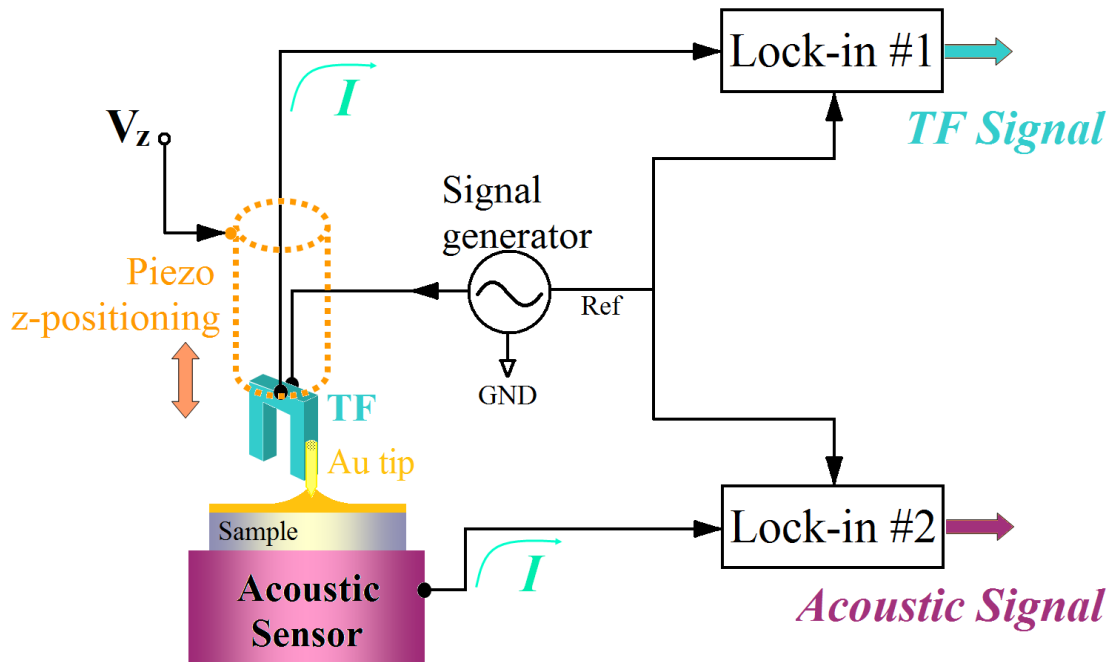 Lock-in #1
I
TF Signal
Vz
Signal
generator
Piezo
z-positioning
Ref
GND
TF
Au tip
Sample
Lock-in #2
I
Acoustic
Sensor
Acoustic Signal